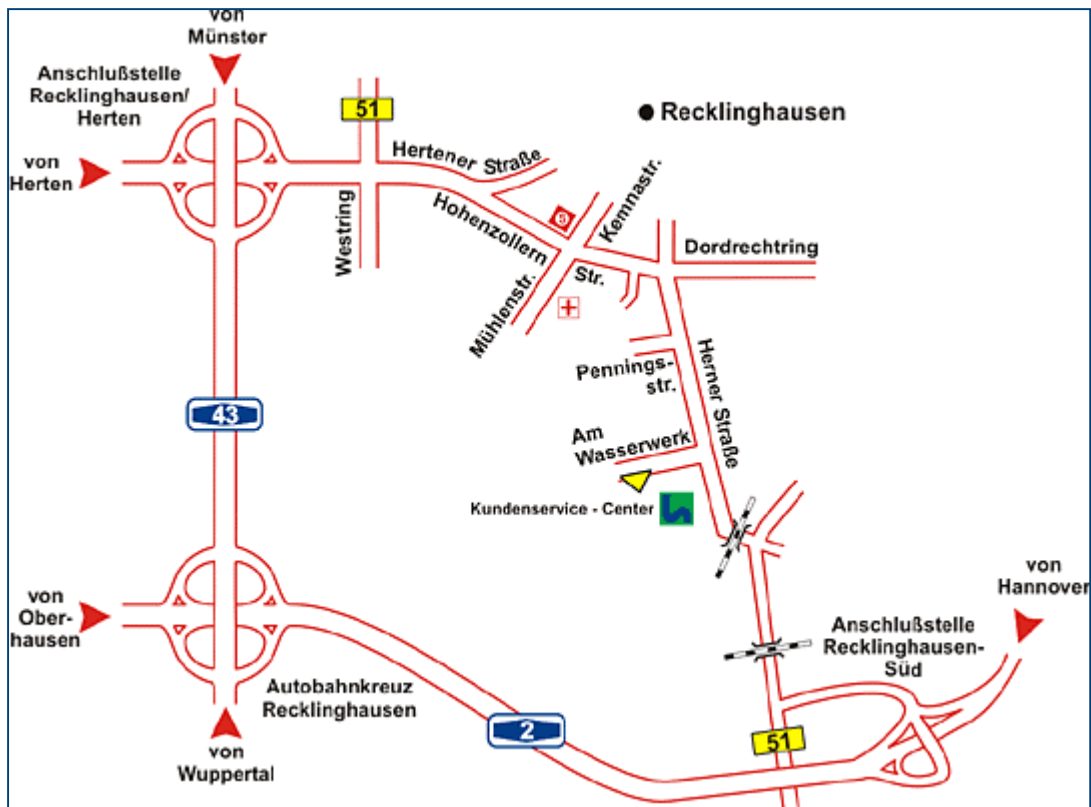 von
Münster
Anschlußstelle
Recklinghausen/
Herten
51
Recklinghausen
von
Herten
Hertener Straße
Westring
Hohenzollern
Str.
S
Kemnastr.
Mühlenstr.
Dordrechtring
Pennings-
str.
Herner Straße
43
Am
Wasserwerk
Kundenservice - Center
von
Hannover
von
Ober-
hausen
Anschlußstelle
Recklinghausen-
Süd
Autobahnkreuz
Recklinghausen
2
51
von
Wuppertal